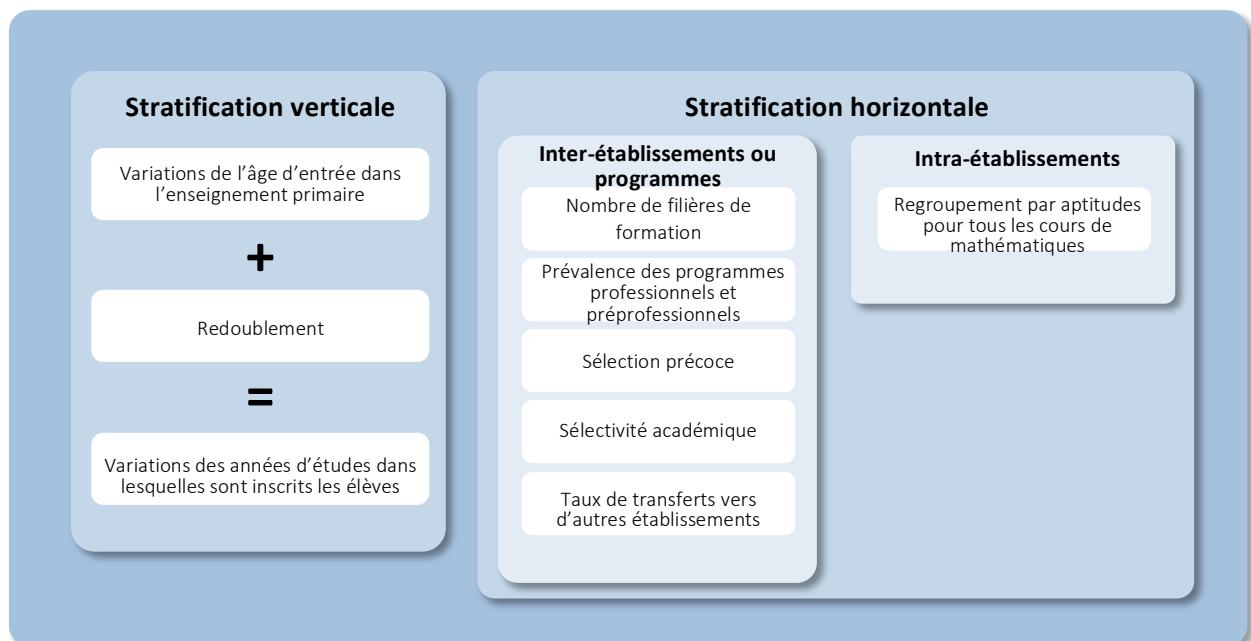 Stratification verticale
Variations de l’âge d’entrée dans
l’enseignement primaire
+
Redoublement
=
Variations des années d’études dans
lesquelles sont inscrits les élèves
Stratification horizontale
Inter-établissements ou
programmes
Nombre de filières de
formation
Prévalence des programmes
professionnels et
préprofessionnels
Sélection précoce
Sélectivité académique
Taux de transferts vers
d’autres établissements
Intra-établissements
Regroupement par aptitudes
pour tous les cours de
mathématiques